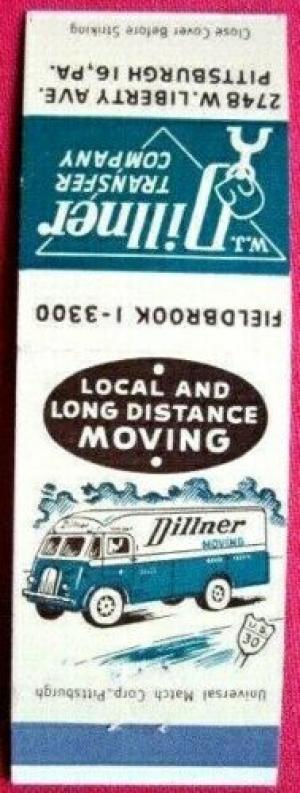 Close Cover Before Striking
2748 W. LIBERTY AVE.
PITTSBURGH 16, PA.
W.J.
Dillner
TRANSFER
COMPANY
FIELDBROOK 1-3300
LOCAL AND
LONG DISTANCE
MOVING
Dillner
MOVING
U.S.
30
Universal Match Corp., Pittsburgh